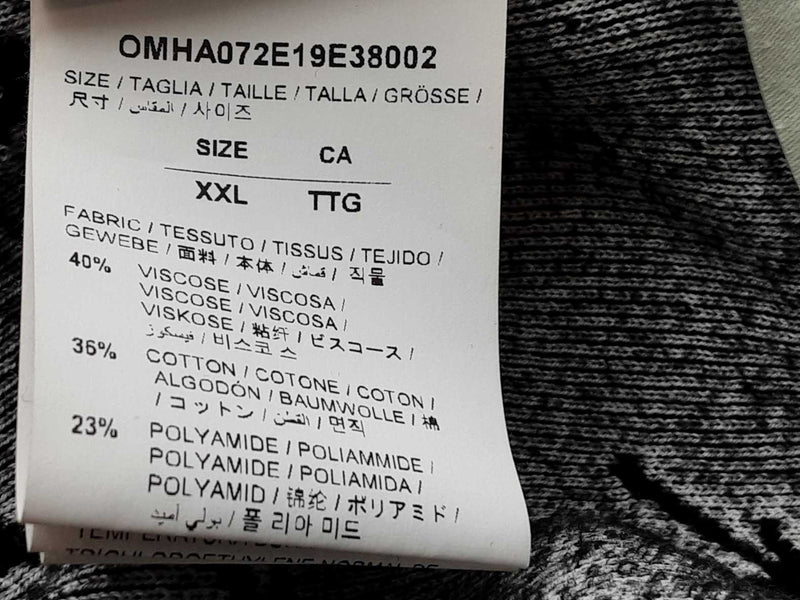 OMHA072E19E38002
SIZE / TAGLIA / TAILLE / TALLA / GRÖSSE /
尺寸 / المقاس / 사이즈
SIZE CA
XXL TTG
FABRIC / TESSUTO / TISSUS / TEJIDO /
GEWEBE / 面料 / 本体 / قماش / 직물
40% VISCOSE / VISCOSA /
VISCOSE / VISCOSA /
VISKOSE / 粘纤 / ビスコース /
فيسكوز / 비스코 스
36% COTTON / COTONE / COTON /
ALGODÓN / BAUMWOLLE / 棉
/ コットン / القطن / 면직
23% POLYAMIDE / POLIAMMIDE /
POLYAMIDE / POLIAMIDA /
POLYAMID / 锦纶 / ポリアミド /
بولي أميد / 폴 리아 미드